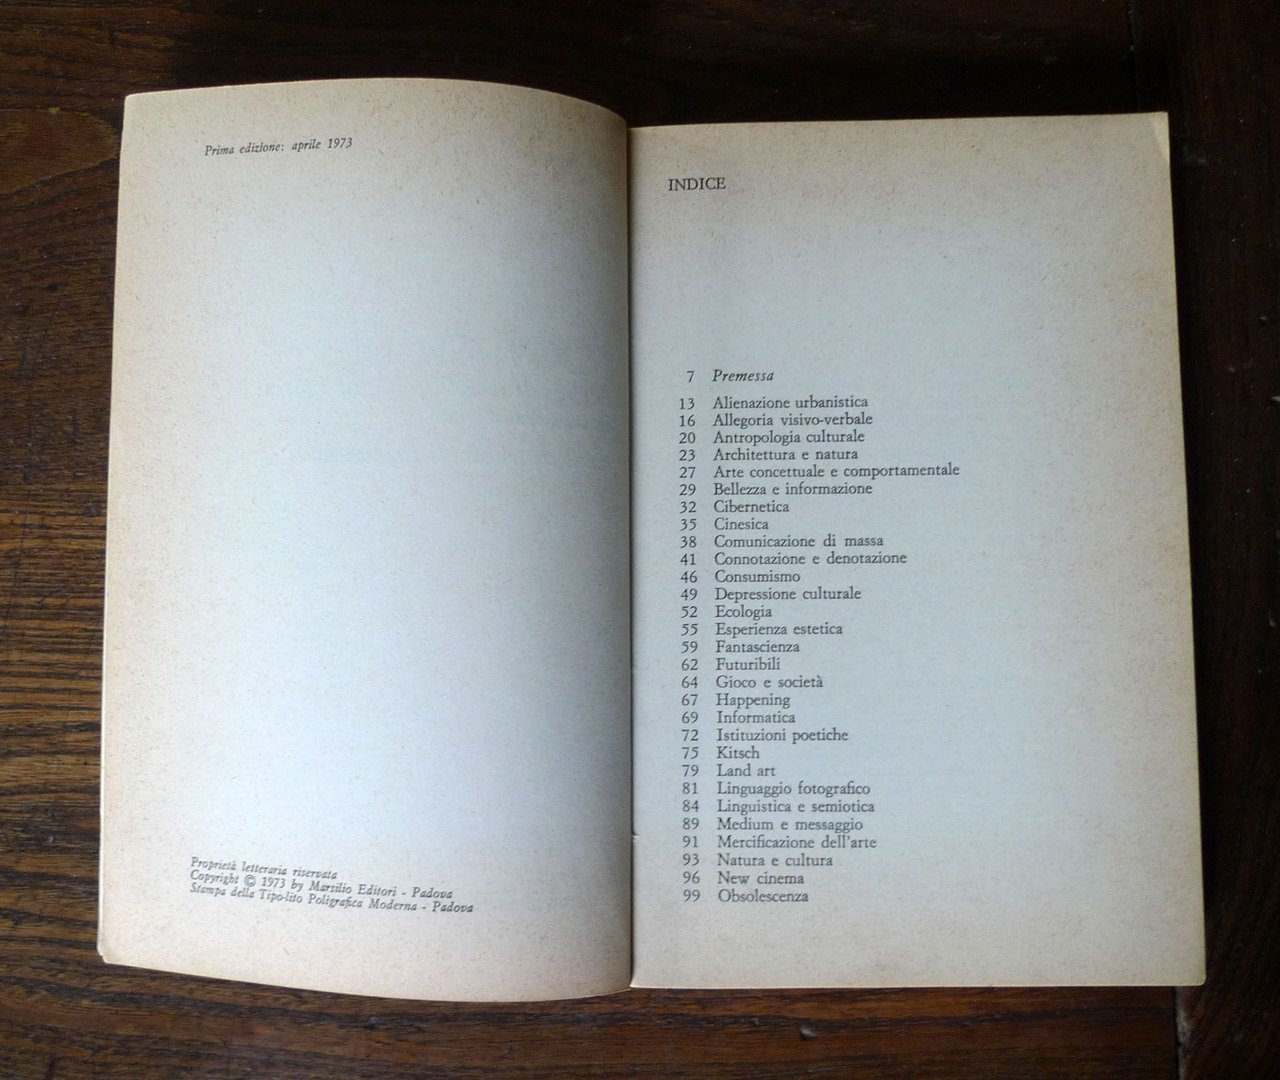 Prima edizione: aprile 1973
Proprietà letteraria riservata
Copyright © 1973 by Marsilio Editori - Padova
Stampa della Tipo-lito Poligrafica Moderna - Padova
INDICE
7 Premessa
13 Alienazione urbanistica
16 Allegoria visivo-verbale
20 Antropologia culturale
23 Architettura e natura
27 Arte concettuale e comportamentale
29 Bellezza e informazione
32 Cibernetica
35 Cinesica
38 Comunicazione di massa
41 Connotazione e denotazione
46 Consumismo
49 Depressione culturale
52 Ecologia
55 Esperienza estetica
59 Fantascienza
62 Futuribili
64 Gioco e società
67 Happening
69 Informatica
72 Istituzioni poetiche
75 Kitsch
79 Land art
81 Linguaggio fotografico
84 Linguistica e semiotica
89 Medium e messaggio
91 Mercificazione dell'arte
93 Natura e cultura
96 New cinema
99 Obsolescenza